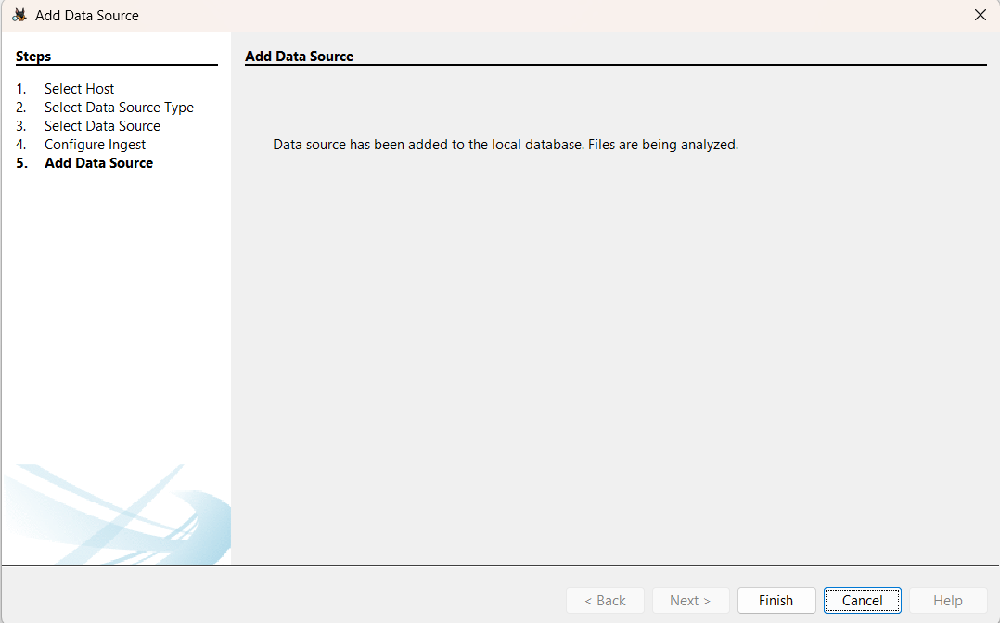 Add Data Source
Steps
1. Select Host
2. Select Data Source Type
3. Select Data Source
4. Configure Ingest
5. Add Data Source
Add Data Source
Data source has been added to the local database. Files are being analyzed.
< Back
Next >
Finish
Cancel
Help